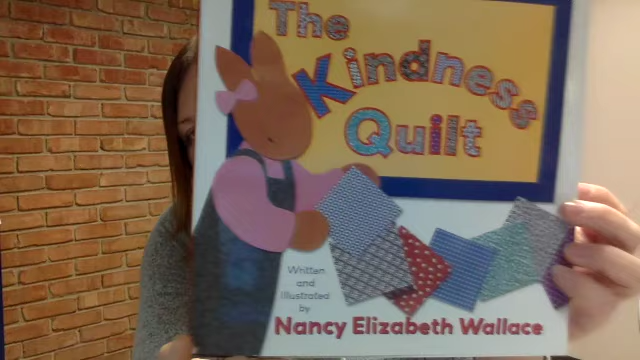 The
Kindness
Quilt
Written
and
Illustrated
by
Nancy Elizabeth Wallace